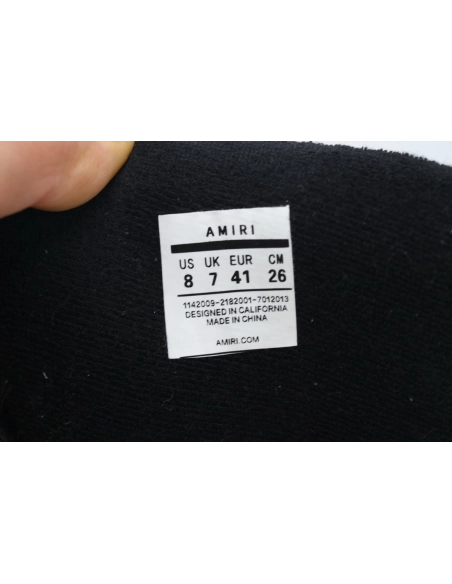 AMIRI
US UK EUR CM
8 7 41 26
1142009-2182001-7012013
DESIGNED IN CALIFORNIA
MADE IN CHINA
AMIRI.COM